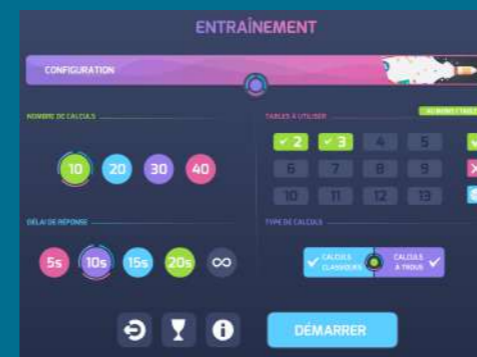 ENTRAÎNEMENT
CONFIGURATION
NOMBRE DE CALCULS
10 20 30 40
TABLES À UTILISER
AU MOINS 1 TABLE
2 3 4 5
6 7 8 9
10 11 12 13
DÉLAI DE RÉPONSE
5s 10s 15s 20s ∞
TYPE DE CALCULS
CALCULS
CLASSIQUES
CALCULS
À TROUS
DÉMARRER